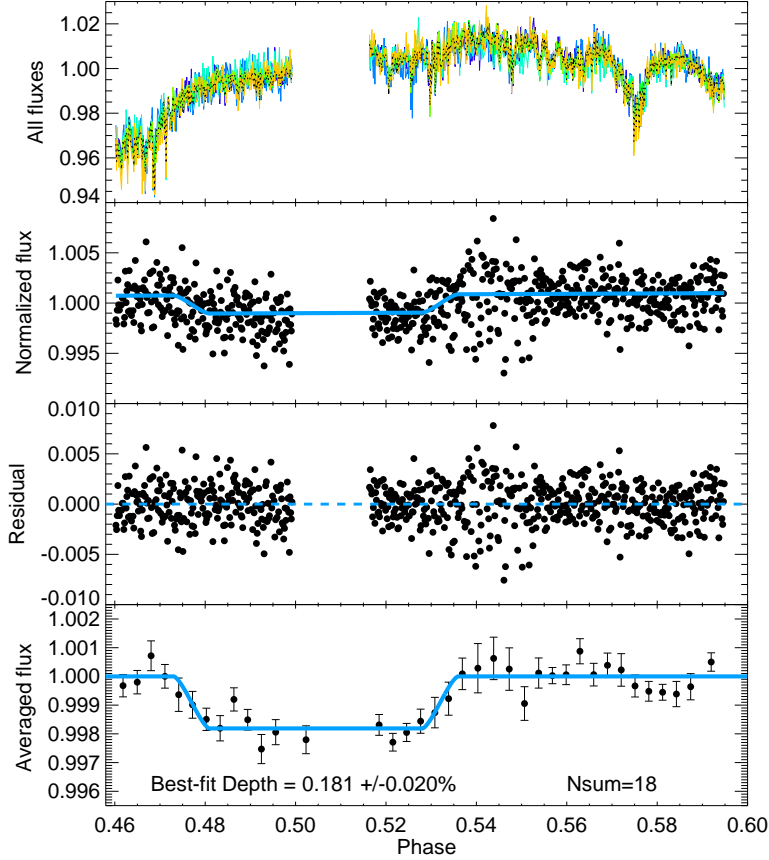 1.02
1.00
0.98
0.96
0.94
All fluxes
1.005
1.000
0.995
Normalized flux
0.010
0.005
0.000
-0.005
-0.010
Residual
1.002
1.001
1.000
0.999
0.998
0.997
0.996
Averaged flux
Best-fit Depth = 0.181 +/-0.020%
Nsum=18
0.46 0.48 0.50 0.52 0.54 0.56 0.58 0.60
Phase